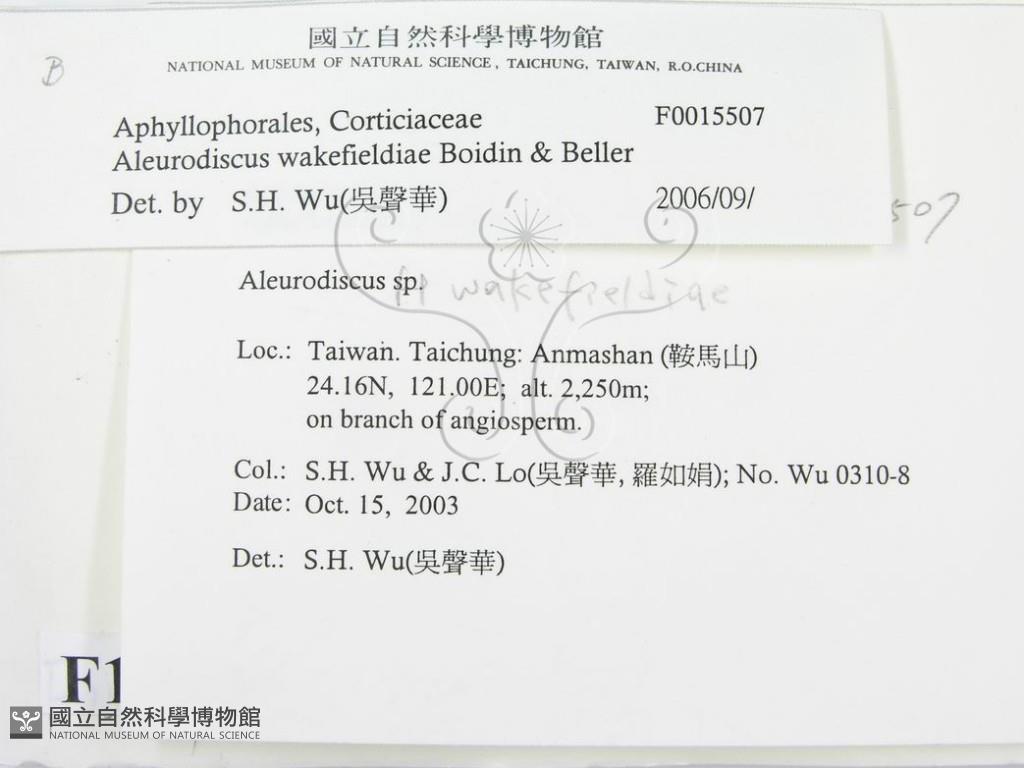 國立自然科學博物館
B
NATIONAL MUSEUM OF NATURAL SCIENCE, TAICHUNG, TAIWAN, R.O.CHINA
Aphyllophorales, Corticiaceae F0015507
Aleurodiscus wakefieldiae Boidin & Beller
Det. by S.H. Wu(吳聲華) 2006/09/
507
Aleurodiscus sp. wakefieldiae
Loc.: Taiwan. Taichung: Anmashan (鞍馬山)
24.16N, 121.00E; alt. 2,250m;
on branch of angiosperm.
Col.: S.H. Wu & J.C. Lo(吳聲華, 羅如娟); No. Wu 0310-8
Date: Oct. 15, 2003
Det.: S.H. Wu(吳聲華)
F1
國立自然科學博物館
NATIONAL MUSEUM OF NATURAL SCIENCE